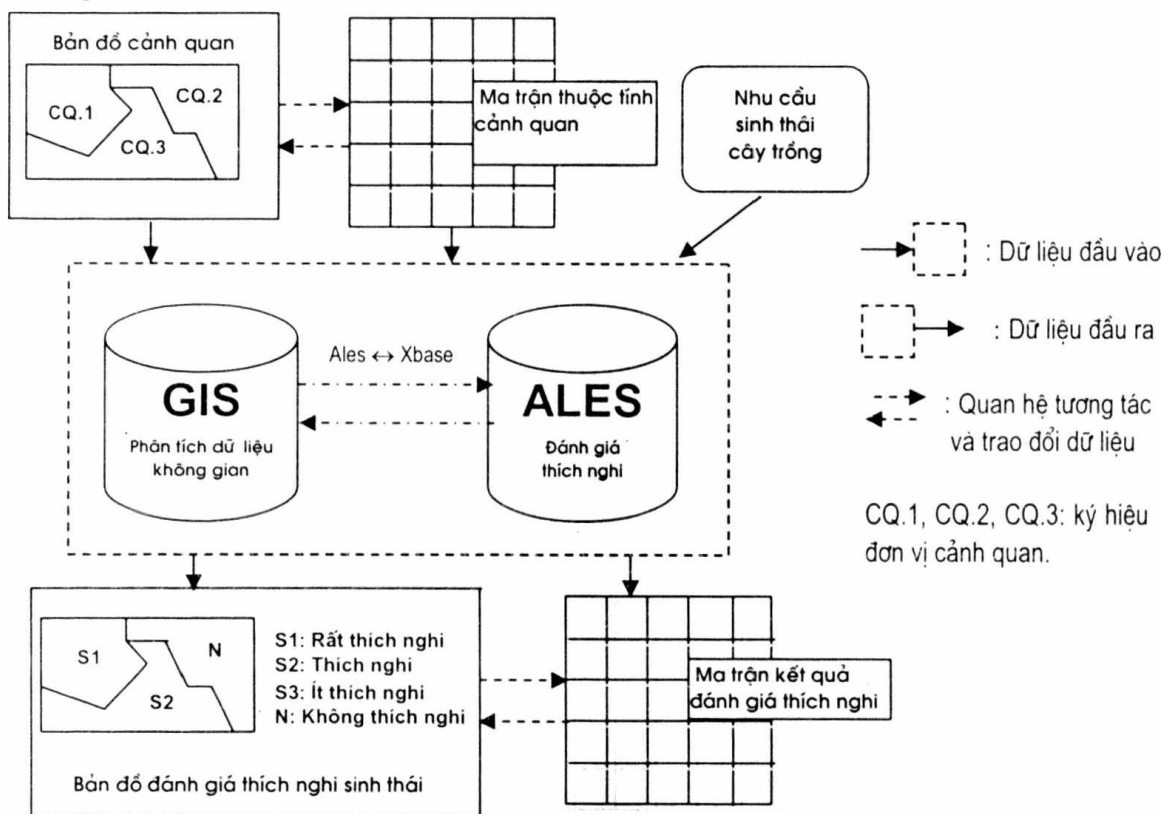 Bản đồ cảnh quan
CQ.1
CQ.2
CQ.3
Ma trận thuộc tính
cảnh quan
Nhu cầu
sinh thái
cây trồng
: Dữ liệu đầu vào
: Dữ liệu đầu ra
: Quan hệ tương tác
và trao đổi dữ liệu
CQ.1, CQ.2, CQ.3: ký hiệu
đơn vị cảnh quan.
Ales ↔ Xbase
GIS
Phân tích dữ liệu
không gian
ALES
Đánh giá
thích nghi
S1
N
S2
S1: Rất thích nghi
S2: Thích nghi
S3: Ít thích nghi
N: Không thích nghi
Bản đồ đánh giá thích nghi sinh thái
Ma trận kết quả
đánh giá thích nghi